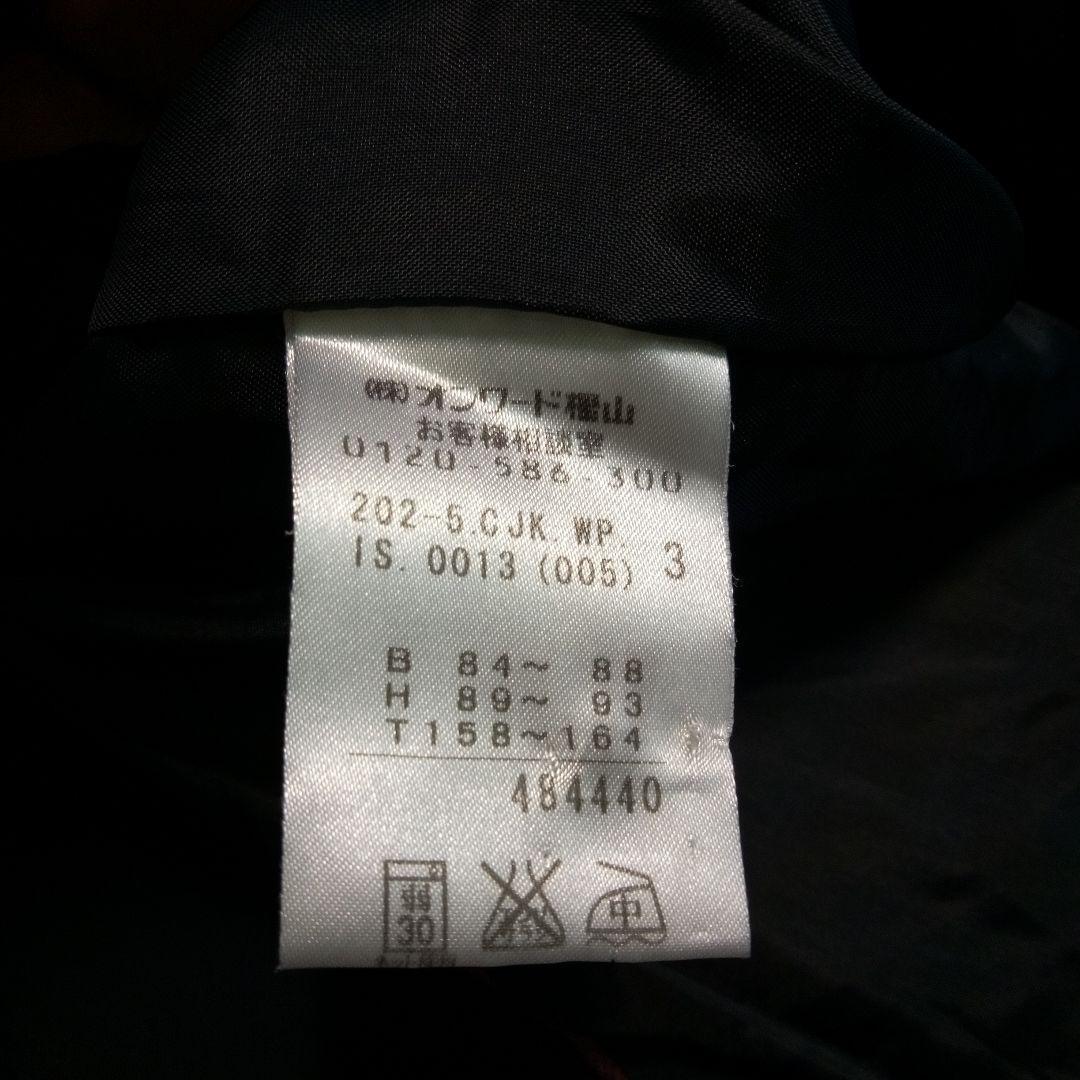 (株)オンワード樫山
お客様相談室
0120-586-300
202-5.CJK.WP.
IS.0013(005) 3
B 84~ 88
H 89~ 93
T158~164
484440
弱
30
中